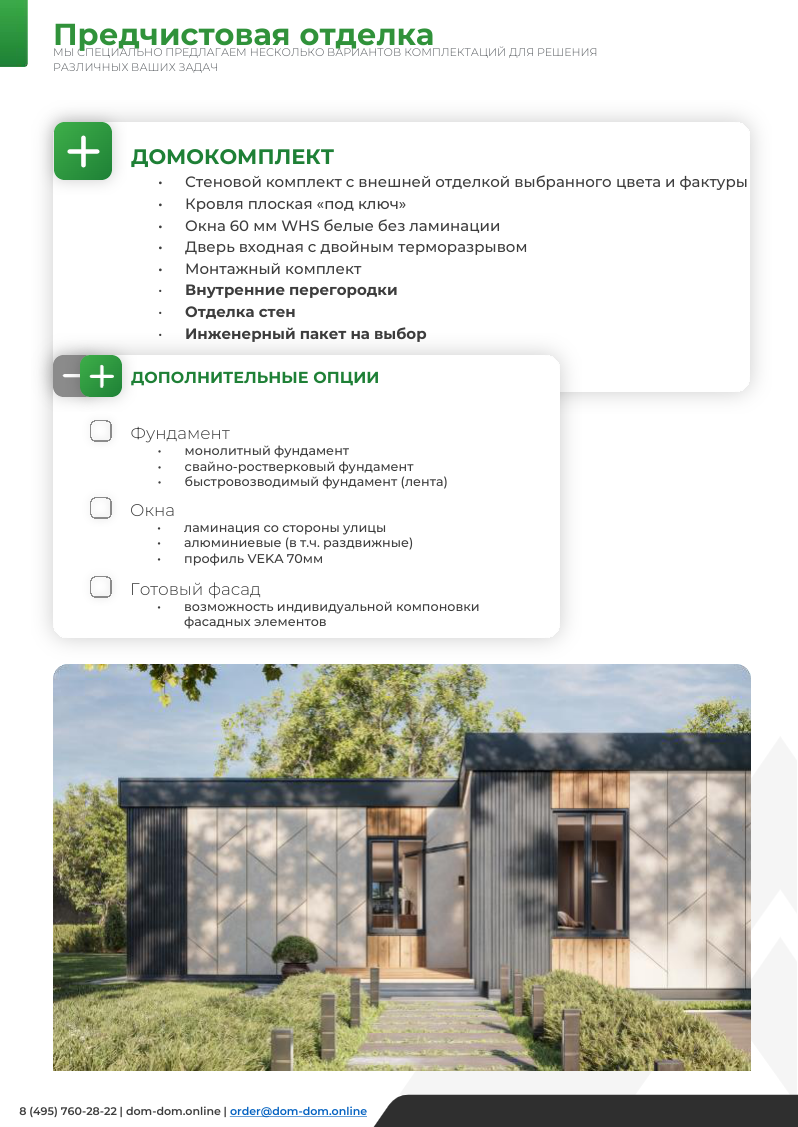 Предчистовая отделка
МЫ СПЕЦИАЛЬНО ПРЕДЛАГАЕМ НЕСКОЛЬКО ВАРИАНТОВ КОМПЛЕКТАЦИЙ ДЛЯ РЕШЕНИЯ
РАЗЛИЧНЫХ ВАШИХ ЗАДАЧ
ДОМОКОМПЛЕКТ
• Стеновой комплект с внешней отделкой выбранного цвета и фактуры
• Кровля плоская «под ключ»
• Окна 60 мм WHS белые без ламинации
• Дверь входная с двойным терморазрывом
• Монтажный комплект
• Внутренние перегородки
• Отделка стен
• Инженерный пакет на выбор
ДОПОЛНИТЕЛЬНЫЕ ОПЦИИ
Фундамент
• монолитный фундамент
• свайно-ростверковый фундамент
• быстровозводимый фундамент (лента)
Окна
• ламинация со стороны улицы
• алюминиевые (в т.ч. раздвижные)
• профиль VEKA 70мм
Готовый фасад
• возможность индивидуальной компоновки
фасадных элементов
8 (495) 760-28-22 | dom-dom.online | order@dom-dom.online